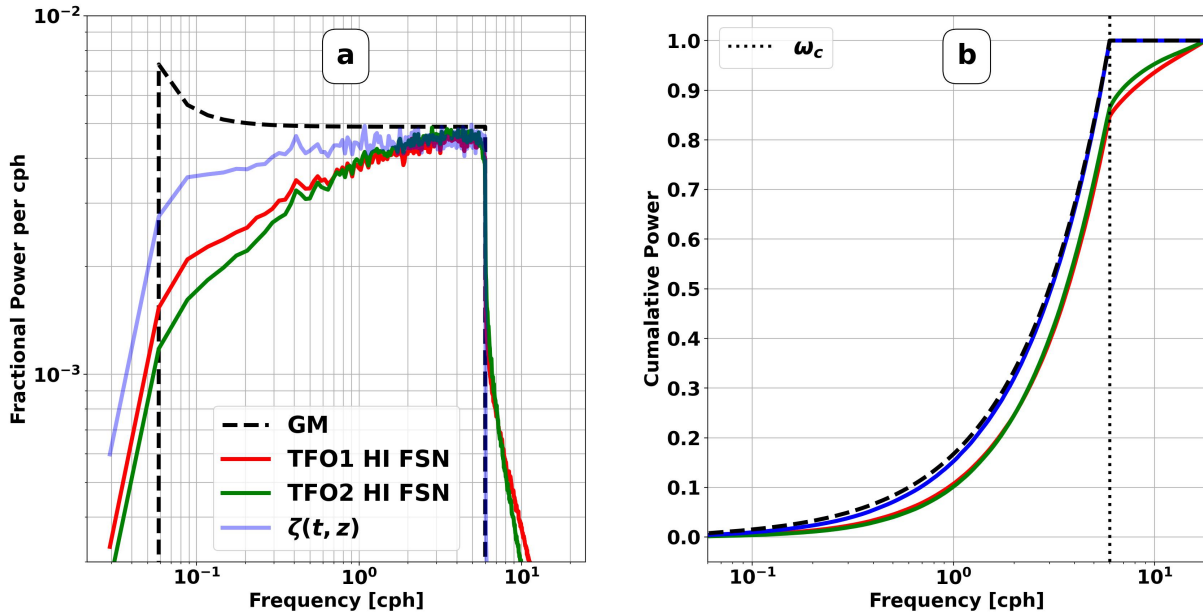 a
Fractional Power per cph
10⁻²
10⁻³
GM
TFO1 HI FSN
TFO2 HI FSN
ζ(t, z)
10⁻¹ 10⁰ 10¹
Frequency [cph]
b
ω_c
Cumalative Power
1.0
0.9
0.8
0.7
0.6
0.5
0.4
0.3
0.2
0.1
0.0
10⁻¹ 10⁰ 10¹
Frequency [cph]